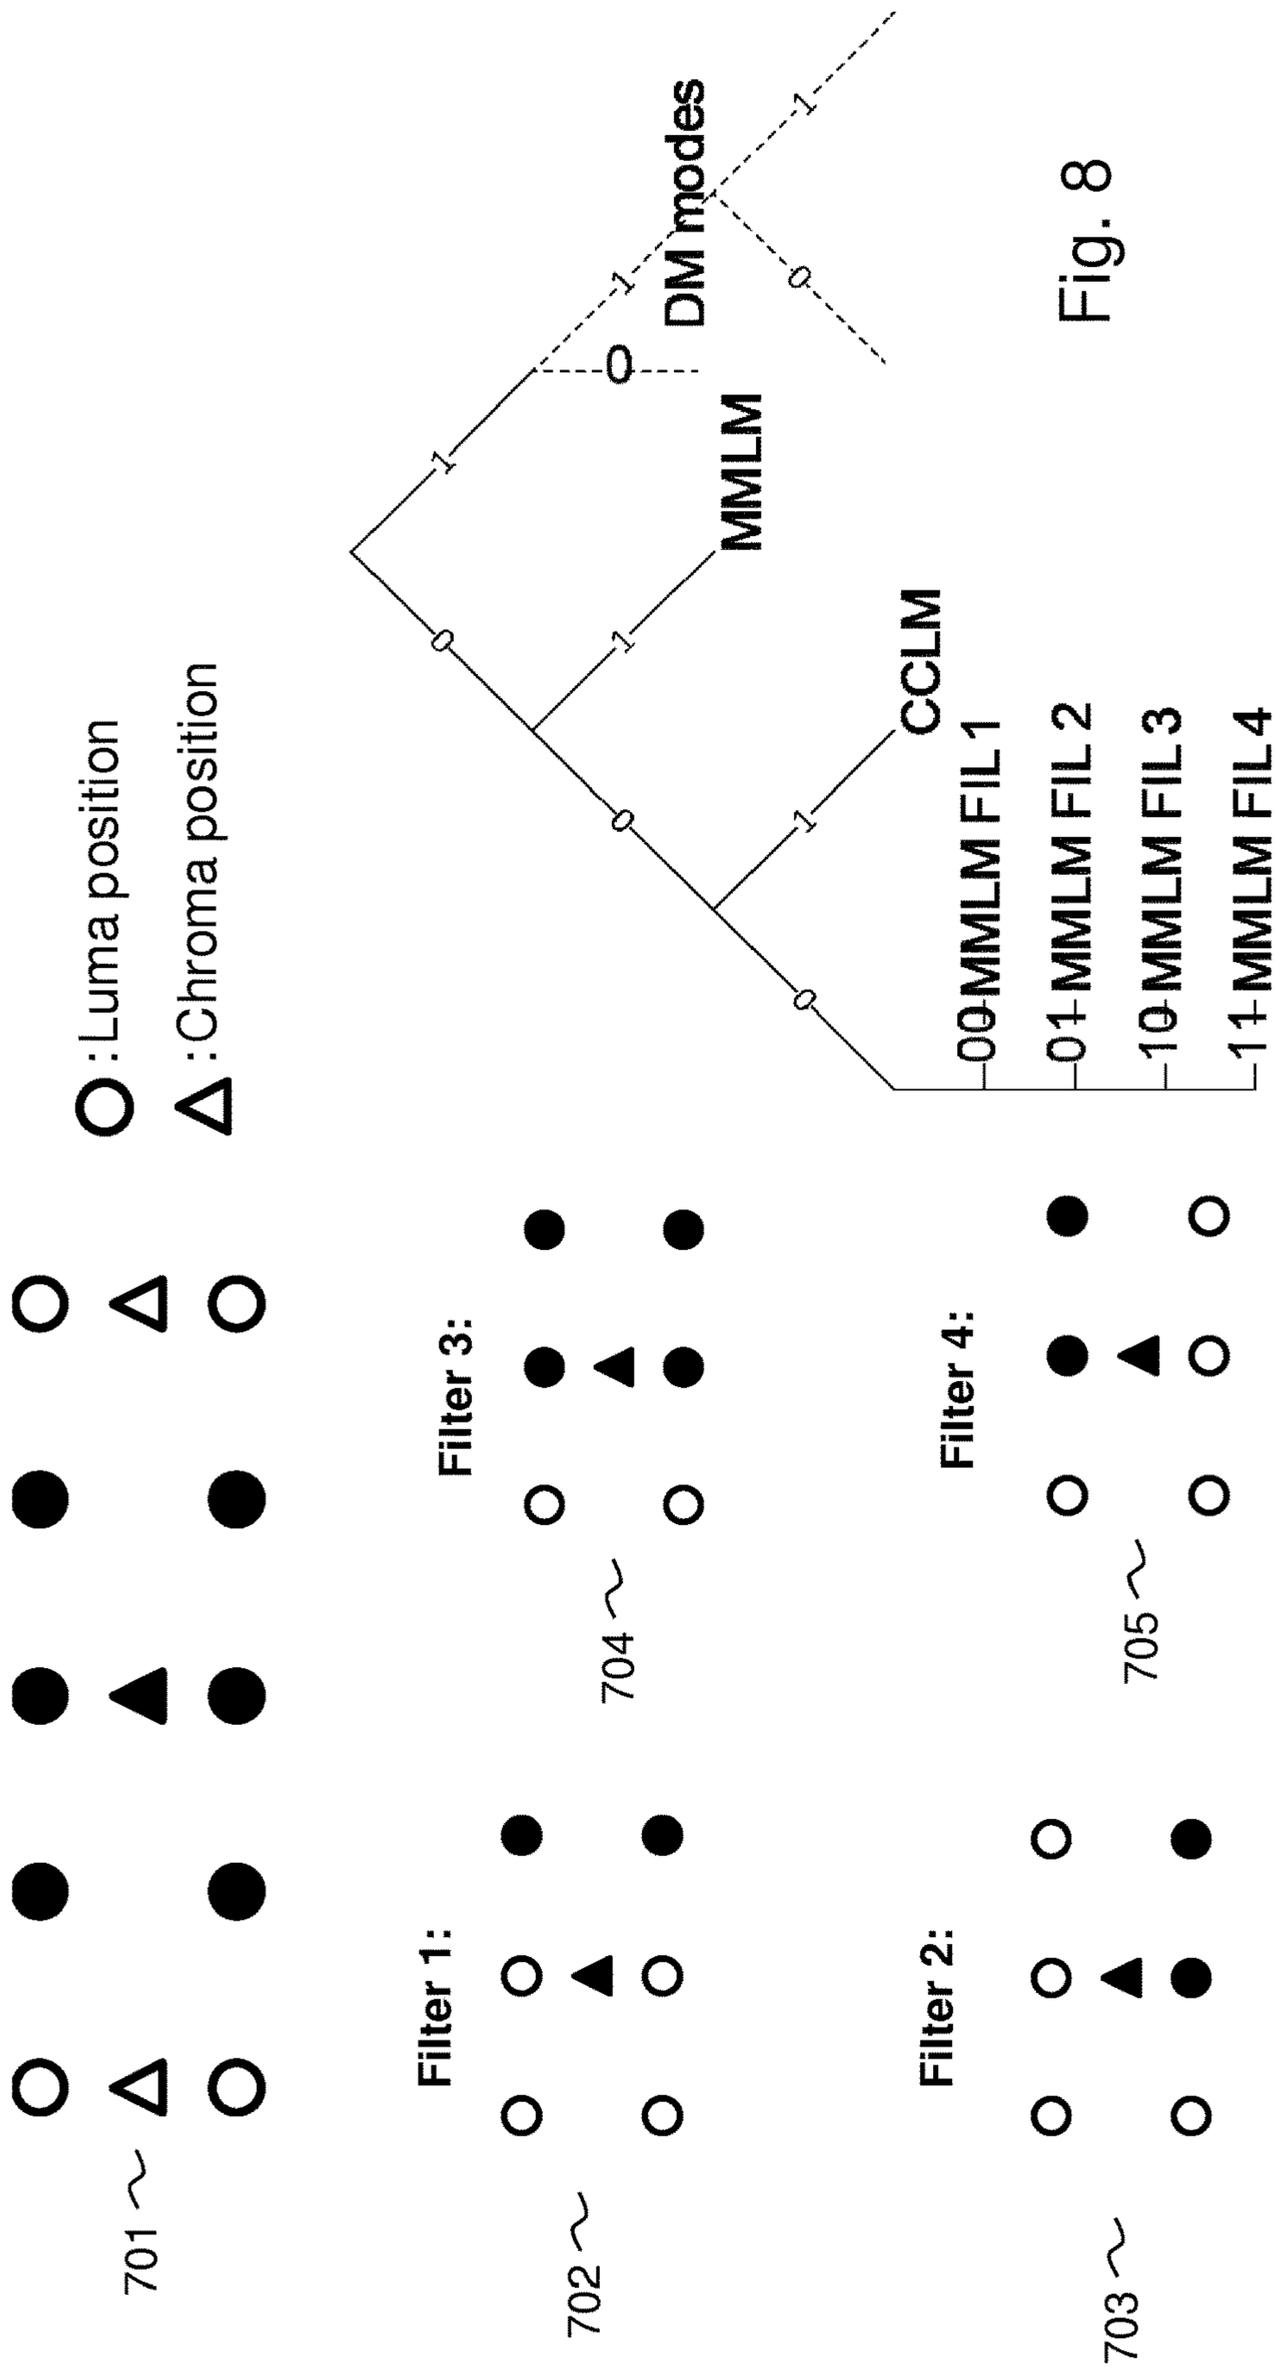 :Luma position
:Chroma position
701
Filter 1:
702
Filter 3:
704
Filter 2:
703
Filter 4:
705
0 1
0 1 0 1
DM modes
MMLM
0 1 0 1
CCLM
00 MMLM FIL 1
01 MMLM FIL 2
10 MMLM FIL 3
11 MMLM FIL 4
Fig. 8